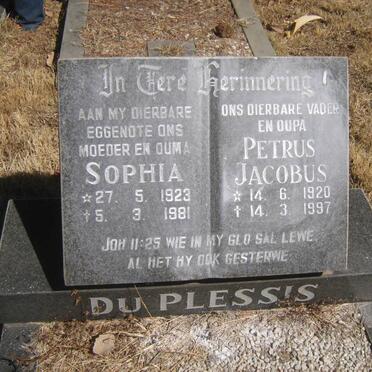 In Tere Herinnering
AAN MY DIERBARE
EGGENOTE ONS
MOEDER EN OUMA
SOPHIA
☆ 27. 5. 1923
✝ 5. 3. 1981
ONS DIERBARE VADER
EN OUPA
PETRUS
JACOBUS
☆ 14. 6. 1920
✝ 14. 3. 1997
JOH 11:25 WIE IN MY GLO SAL LEWE
AL HET HY OOK GESTERWE
DU PLESSIS